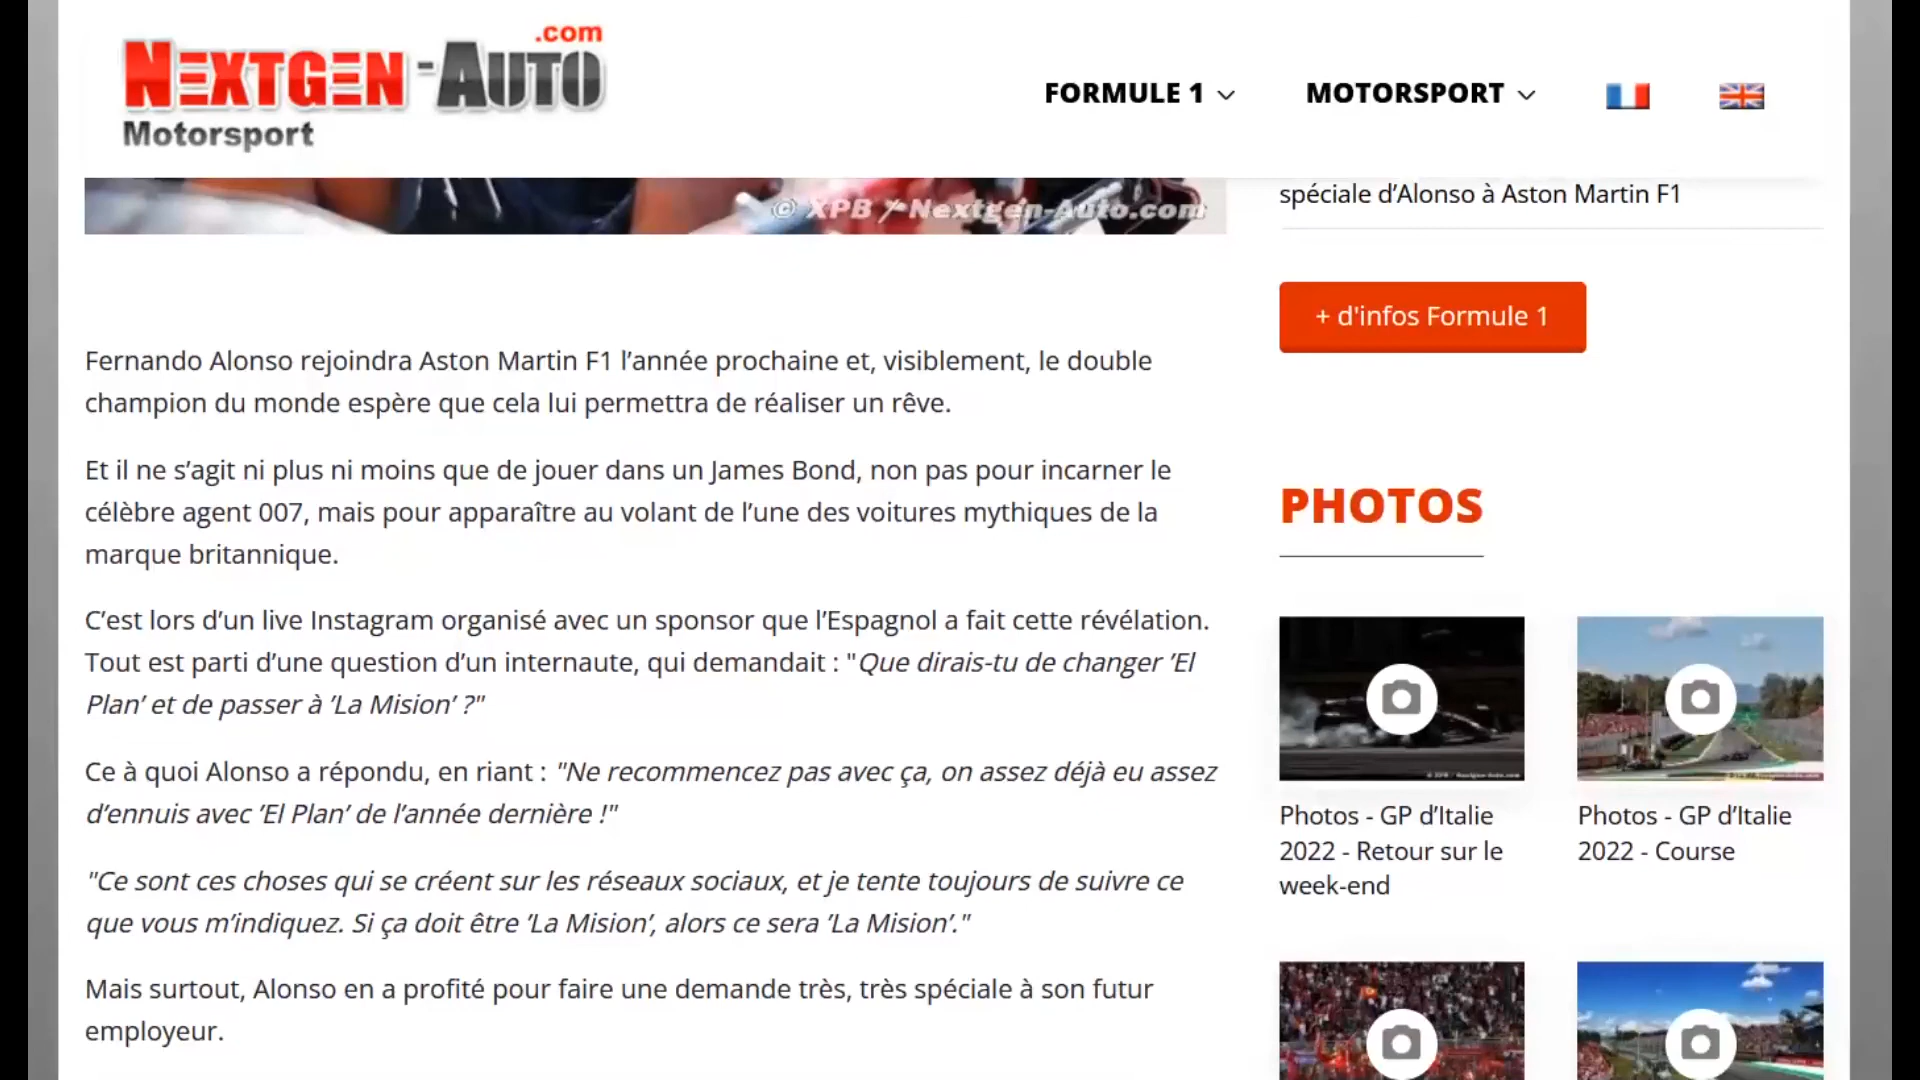 NEXTGEN-AUTO
.com
Motorsport
FORMULE 1
MOTORSPORT
© XPB / Nextgen-Auto.com
spéciale d’Alonso à Aston Martin F1
+ d'infos Formule 1
Fernando Alonso rejoindra Aston Martin F1 l’année prochaine et, visiblement, le double
champion du monde espère que cela lui permettra de réaliser un rêve.
Et il ne s’agit ni plus ni moins que de jouer dans un James Bond, non pas pour incarner le
célèbre agent 007, mais pour apparaître au volant de l’une des voitures mythiques de la
marque britannique.
C’est lors d’un live Instagram organisé avec un sponsor que l’Espagnol a fait cette révélation.
Tout est parti d’une question d’un internaute, qui demandait : "Que dirais-tu de changer ’El
Plan’ et de passer à ’La Mision’ ?"
Ce à quoi Alonso a répondu, en riant : "Ne recommencez pas avec ça, on assez déjà eu assez
d’ennuis avec ’El Plan’ de l’année dernière !"
"Ce sont ces choses qui se créent sur les réseaux sociaux, et je tente toujours de suivre ce
que vous m’indiquez. Si ça doit être ’La Mision’, alors ce sera ’La Mision’."
Mais surtout, Alonso en a profité pour faire une demande très, très spéciale à son futur
employeur.
PHOTOS
Photos - GP d’Italie
2022 - Retour sur le
week-end
Photos - GP d’Italie
2022 - Course